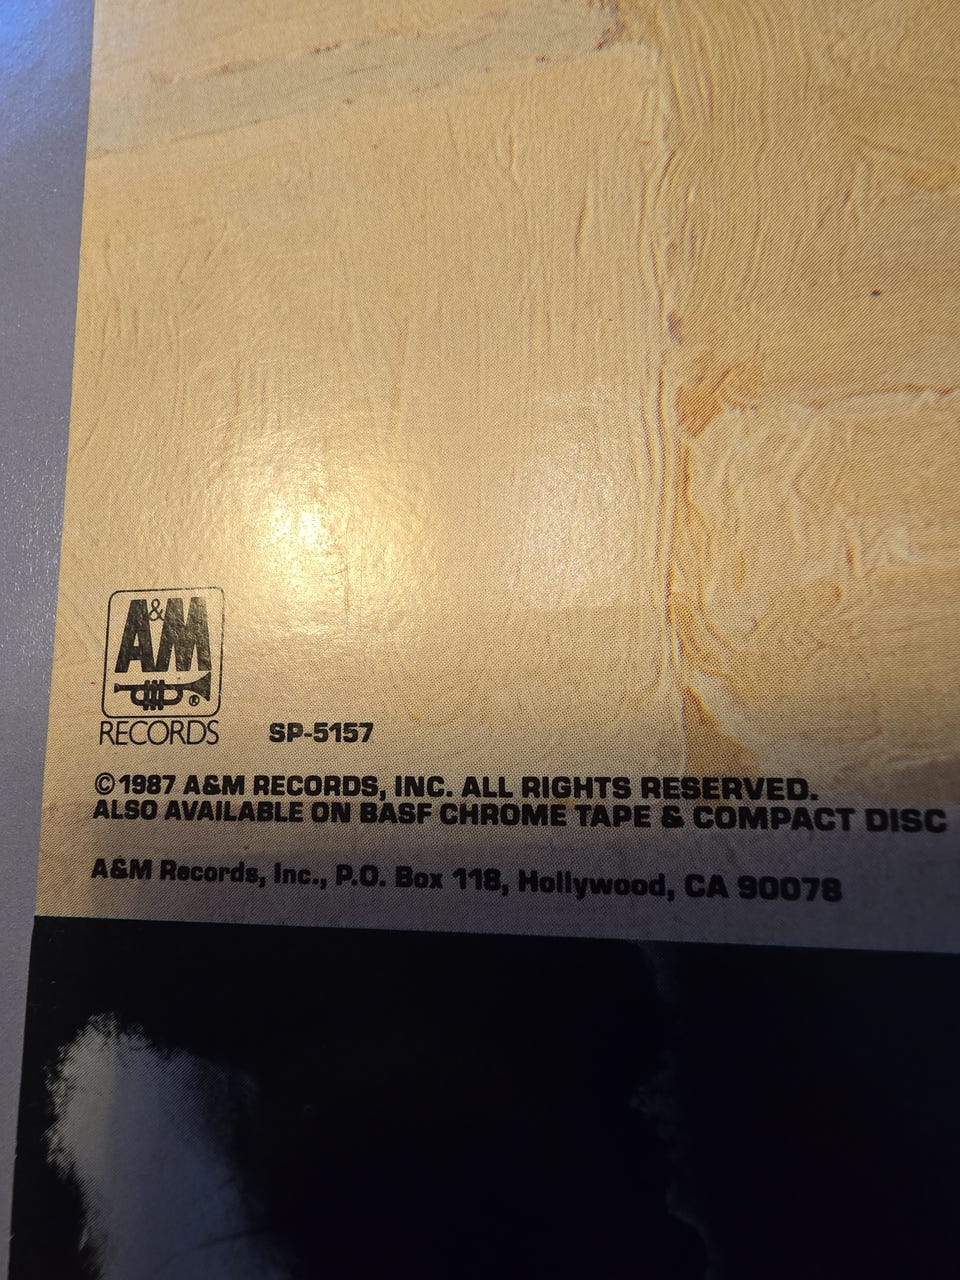 A&M
®
RECORDS
SP-5157
©1987 A&M RECORDS, INC. ALL RIGHTS RESERVED.
ALSO AVAILABLE ON BASF CHROME TAPE & COMPACT DISC
A&M Records, Inc., P.O. Box 118, Hollywood, CA 90078